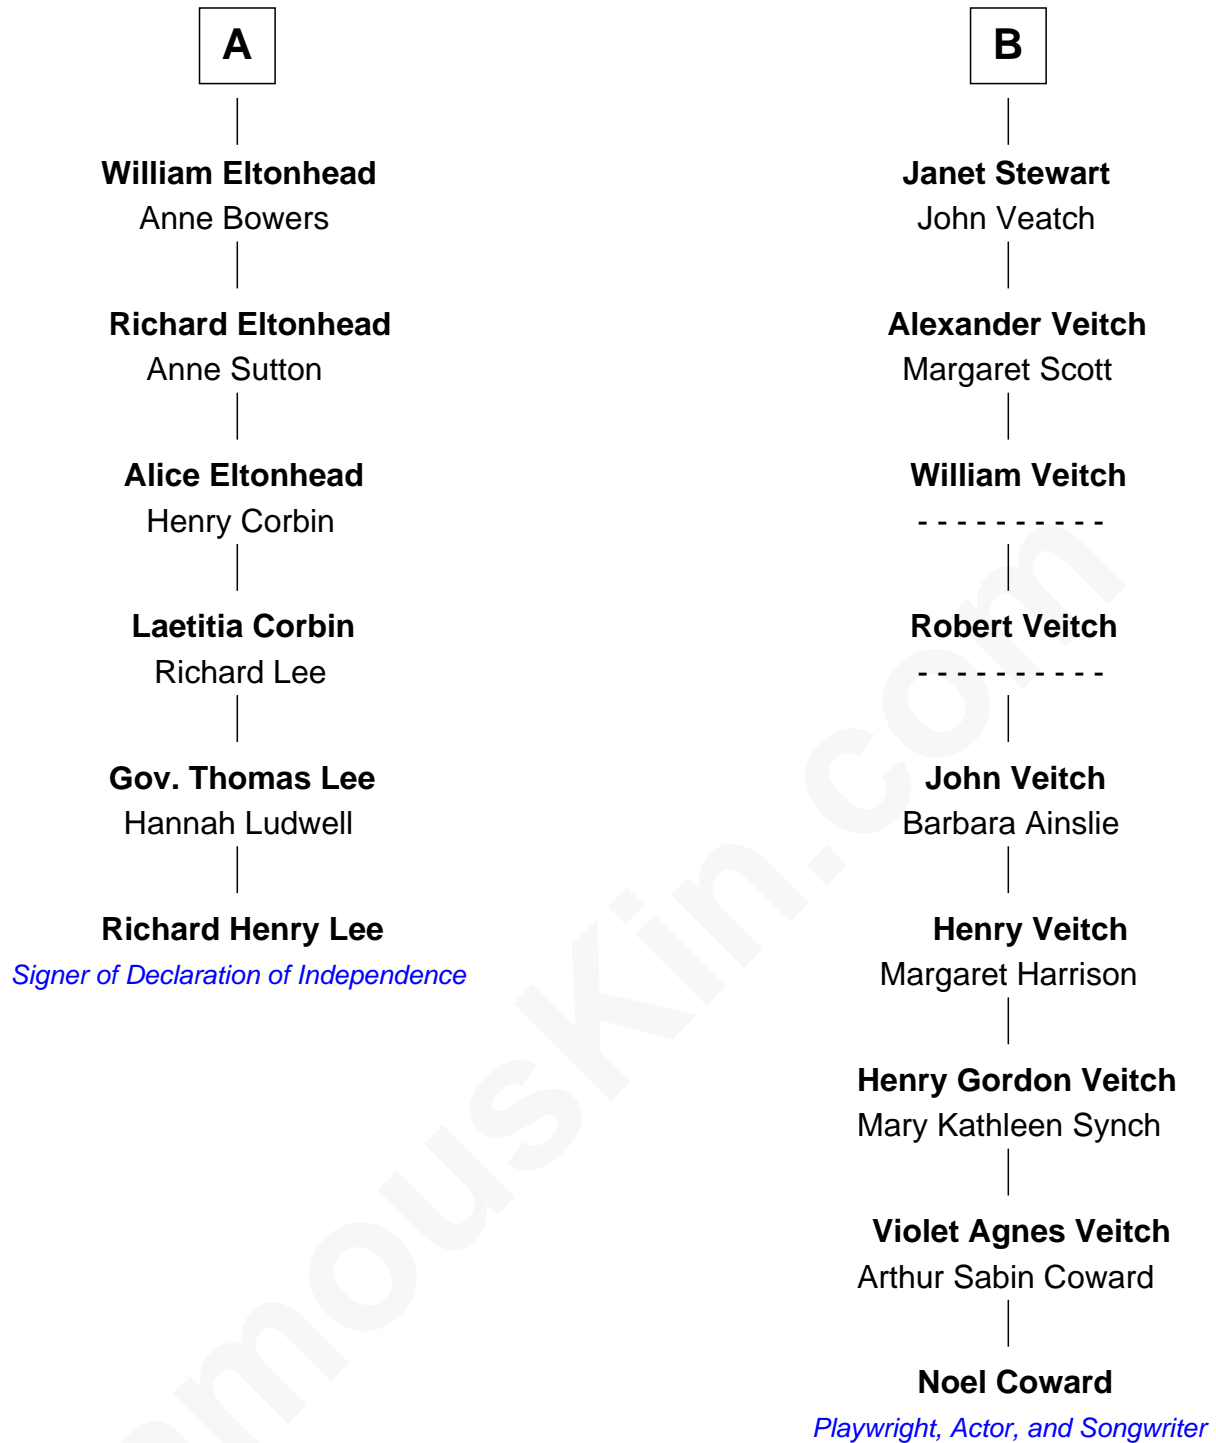 A
William Eltonhead
Anne Bowers
Richard Eltonhead
Anne Sutton
Alice Eltonhead
Henry Corbin
Laetitia Corbin
Richard Lee
Gov. Thomas Lee
Hannah Ludwell
Richard Henry Lee
Signer of Declaration of Independence
B
Janet Stewart
John Veatch
Alexander Veitch
Margaret Scott
William Veitch
- - - - - - - - - -
Robert Veitch
- - - - - - - - - -
John Veitch
Barbara Ainslie
Henry Veitch
Margaret Harrison
Henry Gordon Veitch
Mary Kathleen Synch
Violet Agnes Veitch
Arthur Sabin Coward
Noel Coward
Playwright, Actor, and Songwriter
amouskin.com